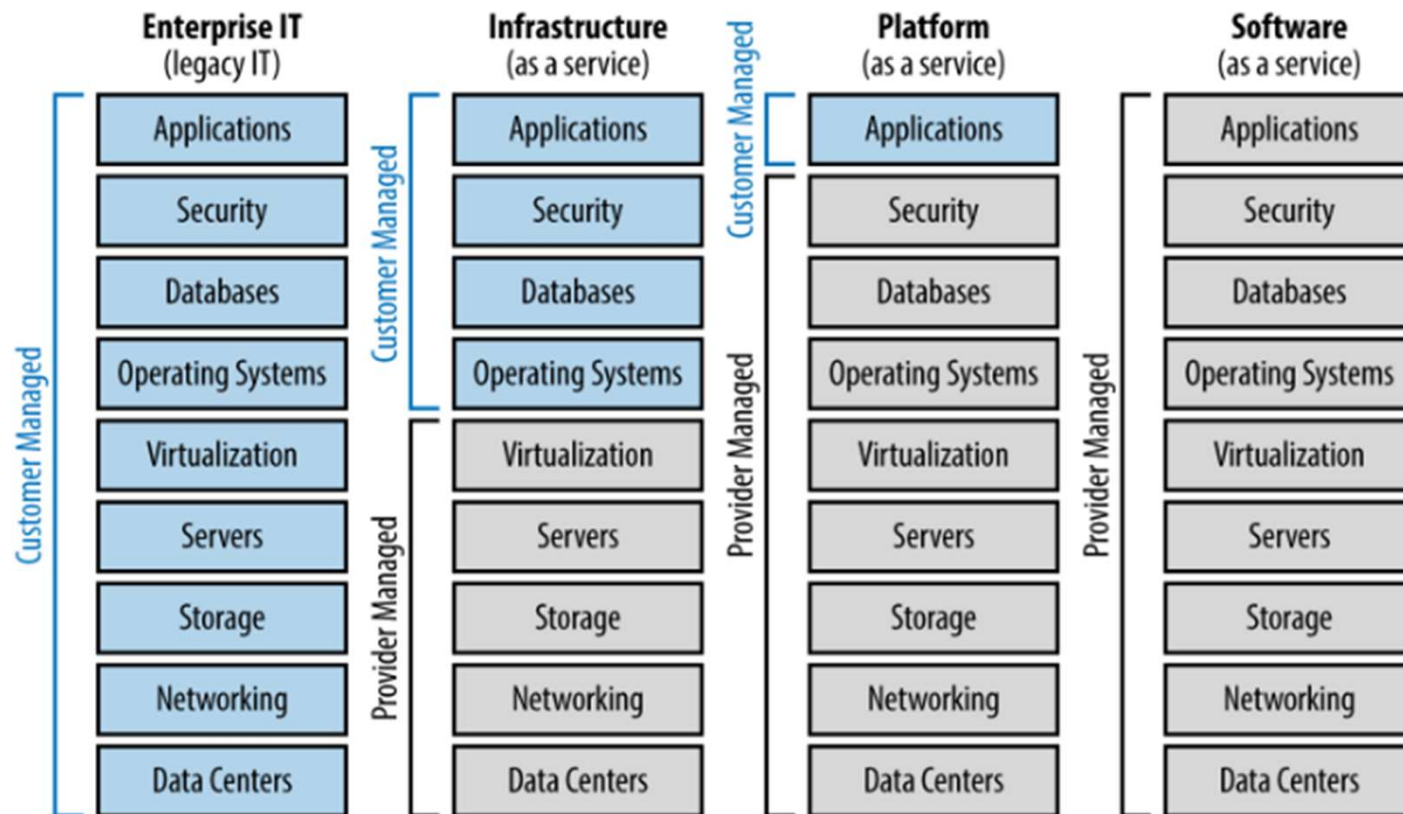 Enterprise IT
(legacy IT)
Customer Managed
Applications
Security
Databases
Operating Systems
Virtualization
Servers
Storage
Networking
Data Centers
Infrastructure
(as a service)
Customer Managed
Provider Managed
Applications
Security
Databases
Operating Systems
Virtualization
Servers
Storage
Networking
Data Centers
Platform
(as a service)
Customer Managed
Provider Managed
Applications
Security
Databases
Operating Systems
Virtualization
Servers
Storage
Networking
Data Centers
Software
(as a service)
Provider Managed
Applications
Security
Databases
Operating Systems
Virtualization
Servers
Storage
Networking
Data Centers